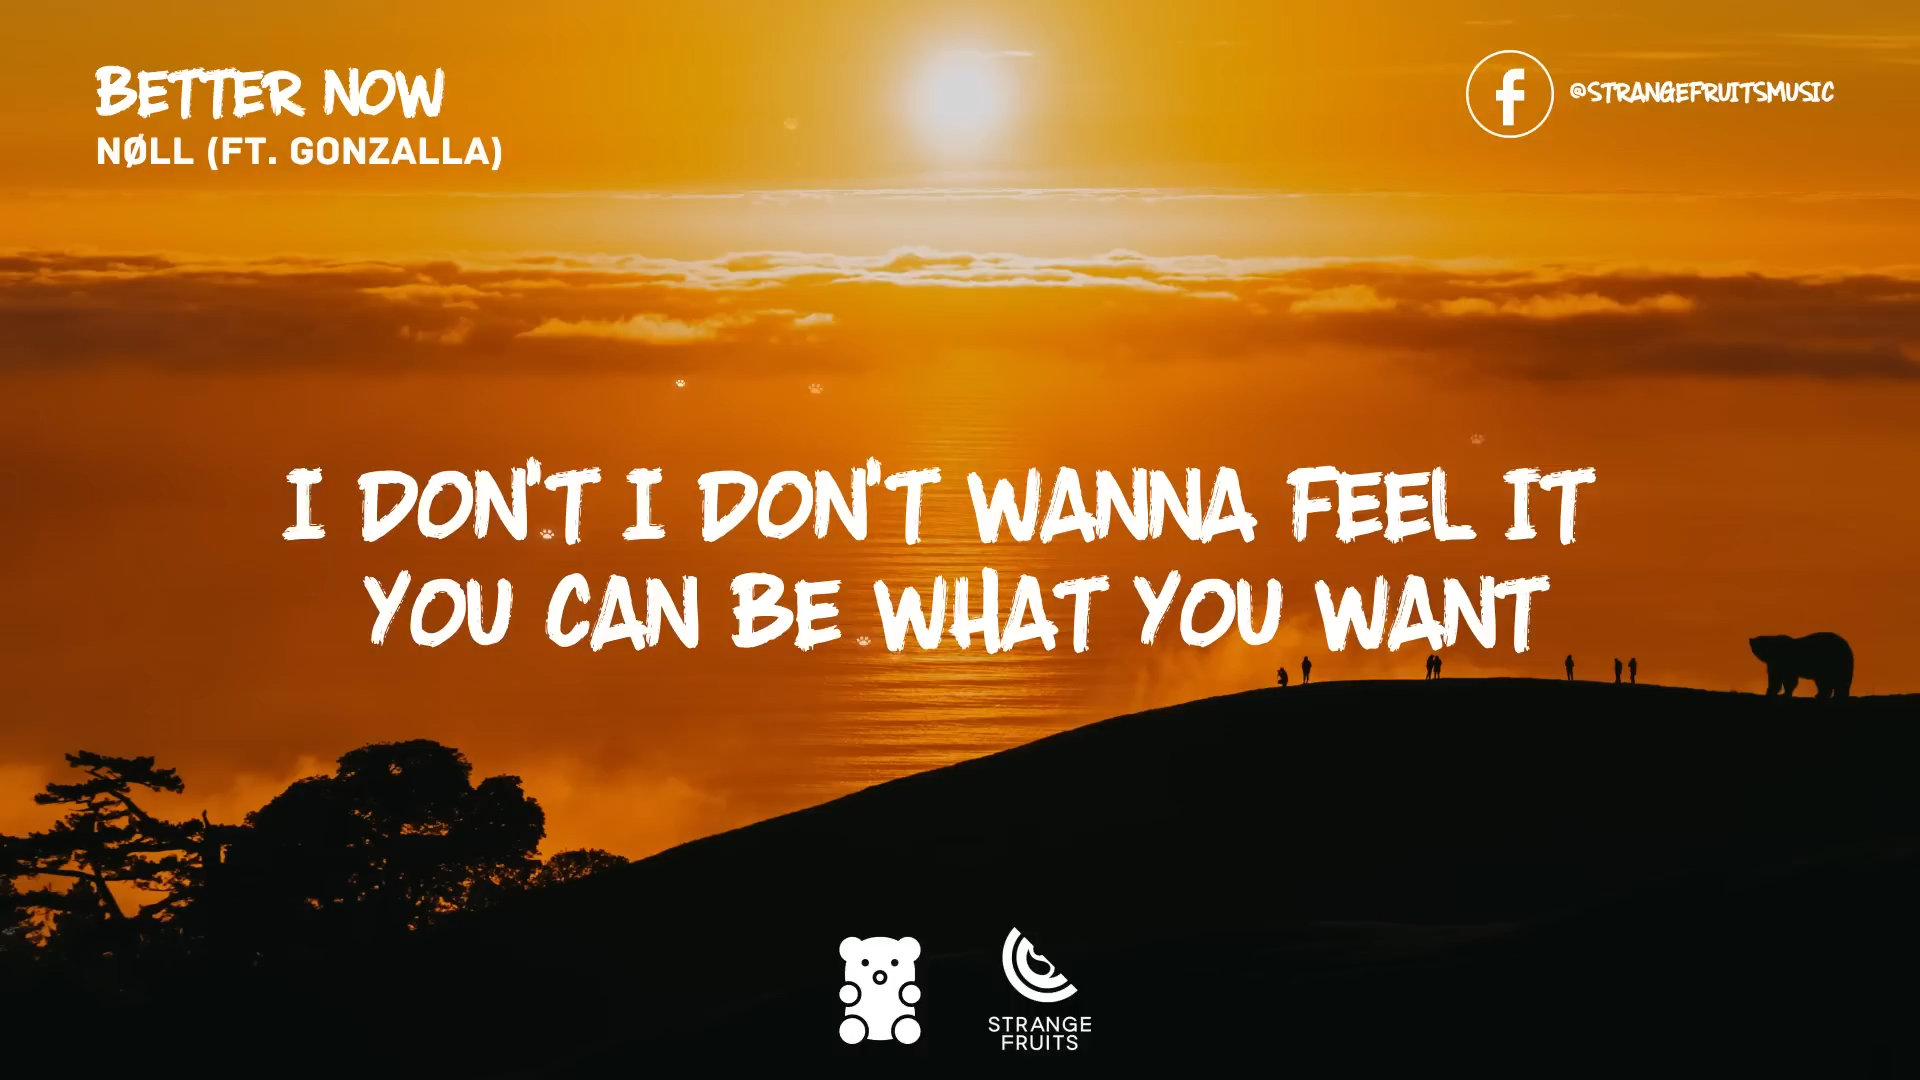 BETTER NOW
NØLL (FT. GONZALLA)
@STRANGEFRUITSMUSIC
I DON'T I DON'T WANNA FEEL IT
YOU CAN BE WHAT YOU WANT
STRANGE
FRUITS